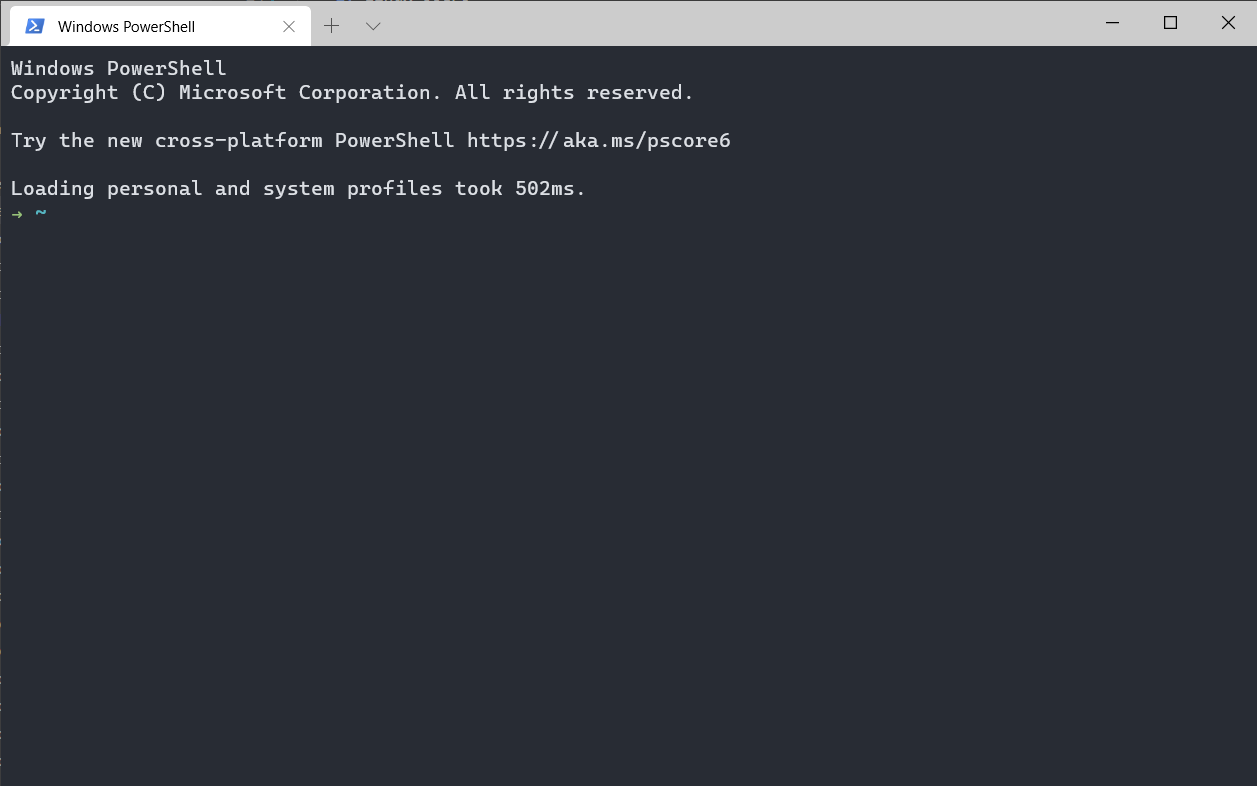 Windows PowerShell
Windows PowerShell
Copyright (C) Microsoft Corporation. All rights reserved.
Try the new cross-platform PowerShell https://aka.ms/pscore6
Loading personal and system profiles took 502ms.
→ ~